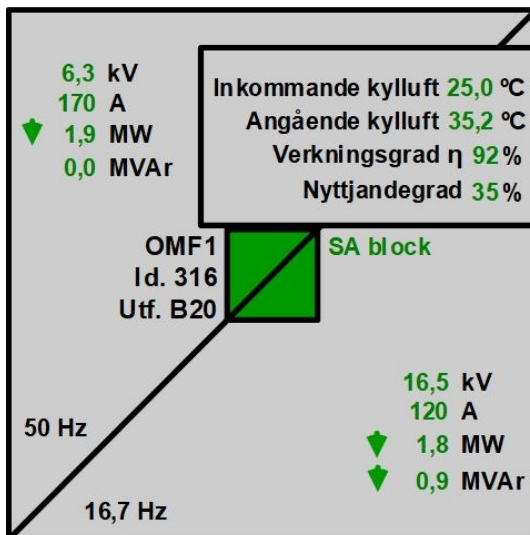 6,3 kV
170 A
1,9 MW
0,0 MVAr
Inkommande kylluft 25,0 ºC
Angående kylluft 35,2 ºC
Verkningsgrad η 92 %
Nyttjandegrad 35 %
OMF1
Id. 316
Utf. B20
SA block
16,5 kV
120 A
1,8 MW
0,9 MVAr
50 Hz
16,7 Hz